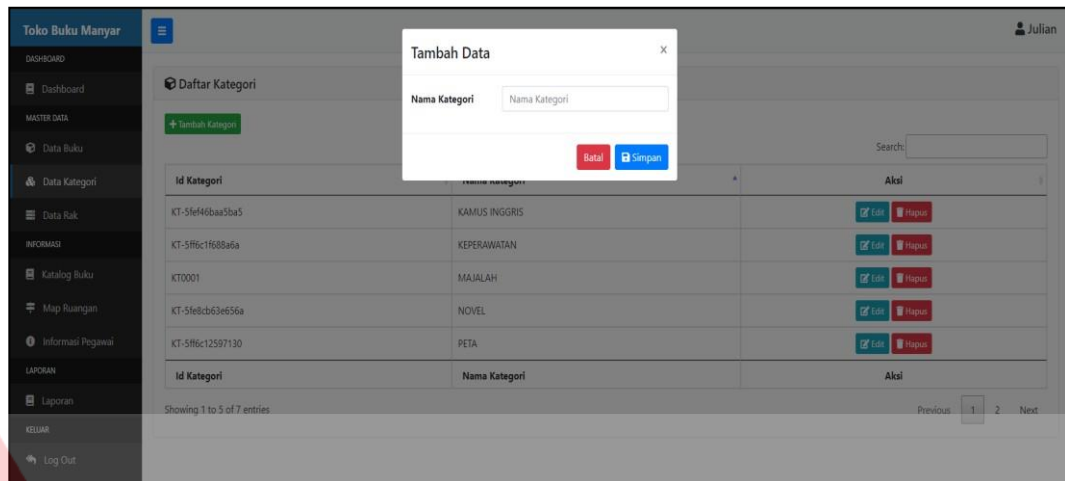 Toko Buku Manyar
Julian
DASHBOARD
Dashboard
MASTER DATA
Data Buku
Data Kategori
Data Rak
INFORMASI
Katalog Buku
Map Ruangan
Informasi Pegawai
LAPORAN
Laporan
KELUAR
Log Out
Tambah Data ×
Nama Kategori Nama Kategori
Batal Simpan
Daftar Kategori
+ Tambah Kategori
Search:
Id Kategori Nama Kategori Aksi
KT-5fef46baa5ba5 KAMUS INGGRIS Edit Hapus
KT-5ff6c1f688a6a KEPERAWATAN Edit Hapus
KT0001 MAJALAH Edit Hapus
KT-5fe8cb63e656a NOVEL Edit Hapus
KT-5ff6c12597130 PETA Edit Hapus
Id Kategori Nama Kategori Aksi
Showing 1 to 5 of 7 entries Previous 1 2 Next